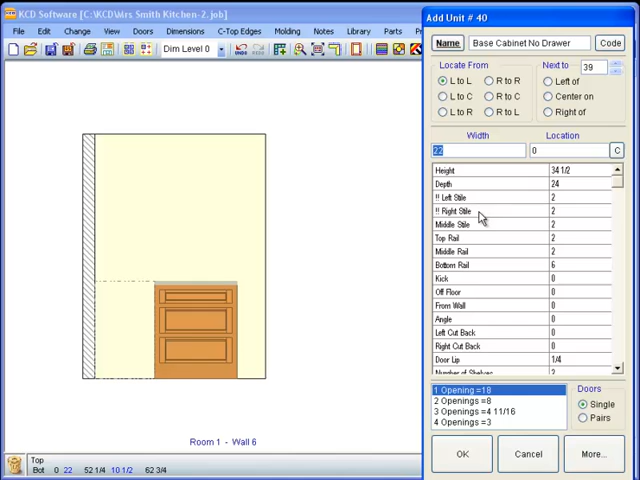 KCD Software [C:\KCD\Mrs Smith Kitchen-2.job]
File Edit Change View Doors Dimensions C-Top Edges Molding Notes Library Parts
Dim Level 0
Undo Redo
Room 1 - Wall 6
Top
Bot 0 22 52 1/4 10 1/2 62 3/4
Add Unit # 40
Name Base Cabinet No Drawer Code
Locate From Next to
39
L to L R to R Left of
L to C R to C Center on
L to R R to L Right of
Width Location
22 0 C
Height 34 1/2
Depth 24
!! Left Stile 2
!! Right Stile 2
Middle Stile 2
Top Rail 2
Middle Rail 2
Bottom Rail 6
Kick 0
Off Floor 0
From Wall 0
Angle 0
Left Cut Back 0
Right Cut Back 0
Door Lip 1/4
Number of Shelves
1 Opening =18
2 Openings =8
3 Openings =4 11/16
4 Openings =3
Doors
Single
Pairs
OK Cancel More...